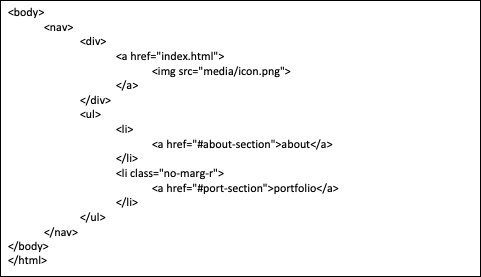 <body>
<nav>
<div>
<a href="index.html">
<img src="media/icon.png">
</a>
</div>
<ul>
<li>
<a href="#about-section">about</a>
</li>
<li class="no-marg-r">
<a href="#port-section">portfolio</a>
</li>
</ul>
</nav>
</body>
</html>